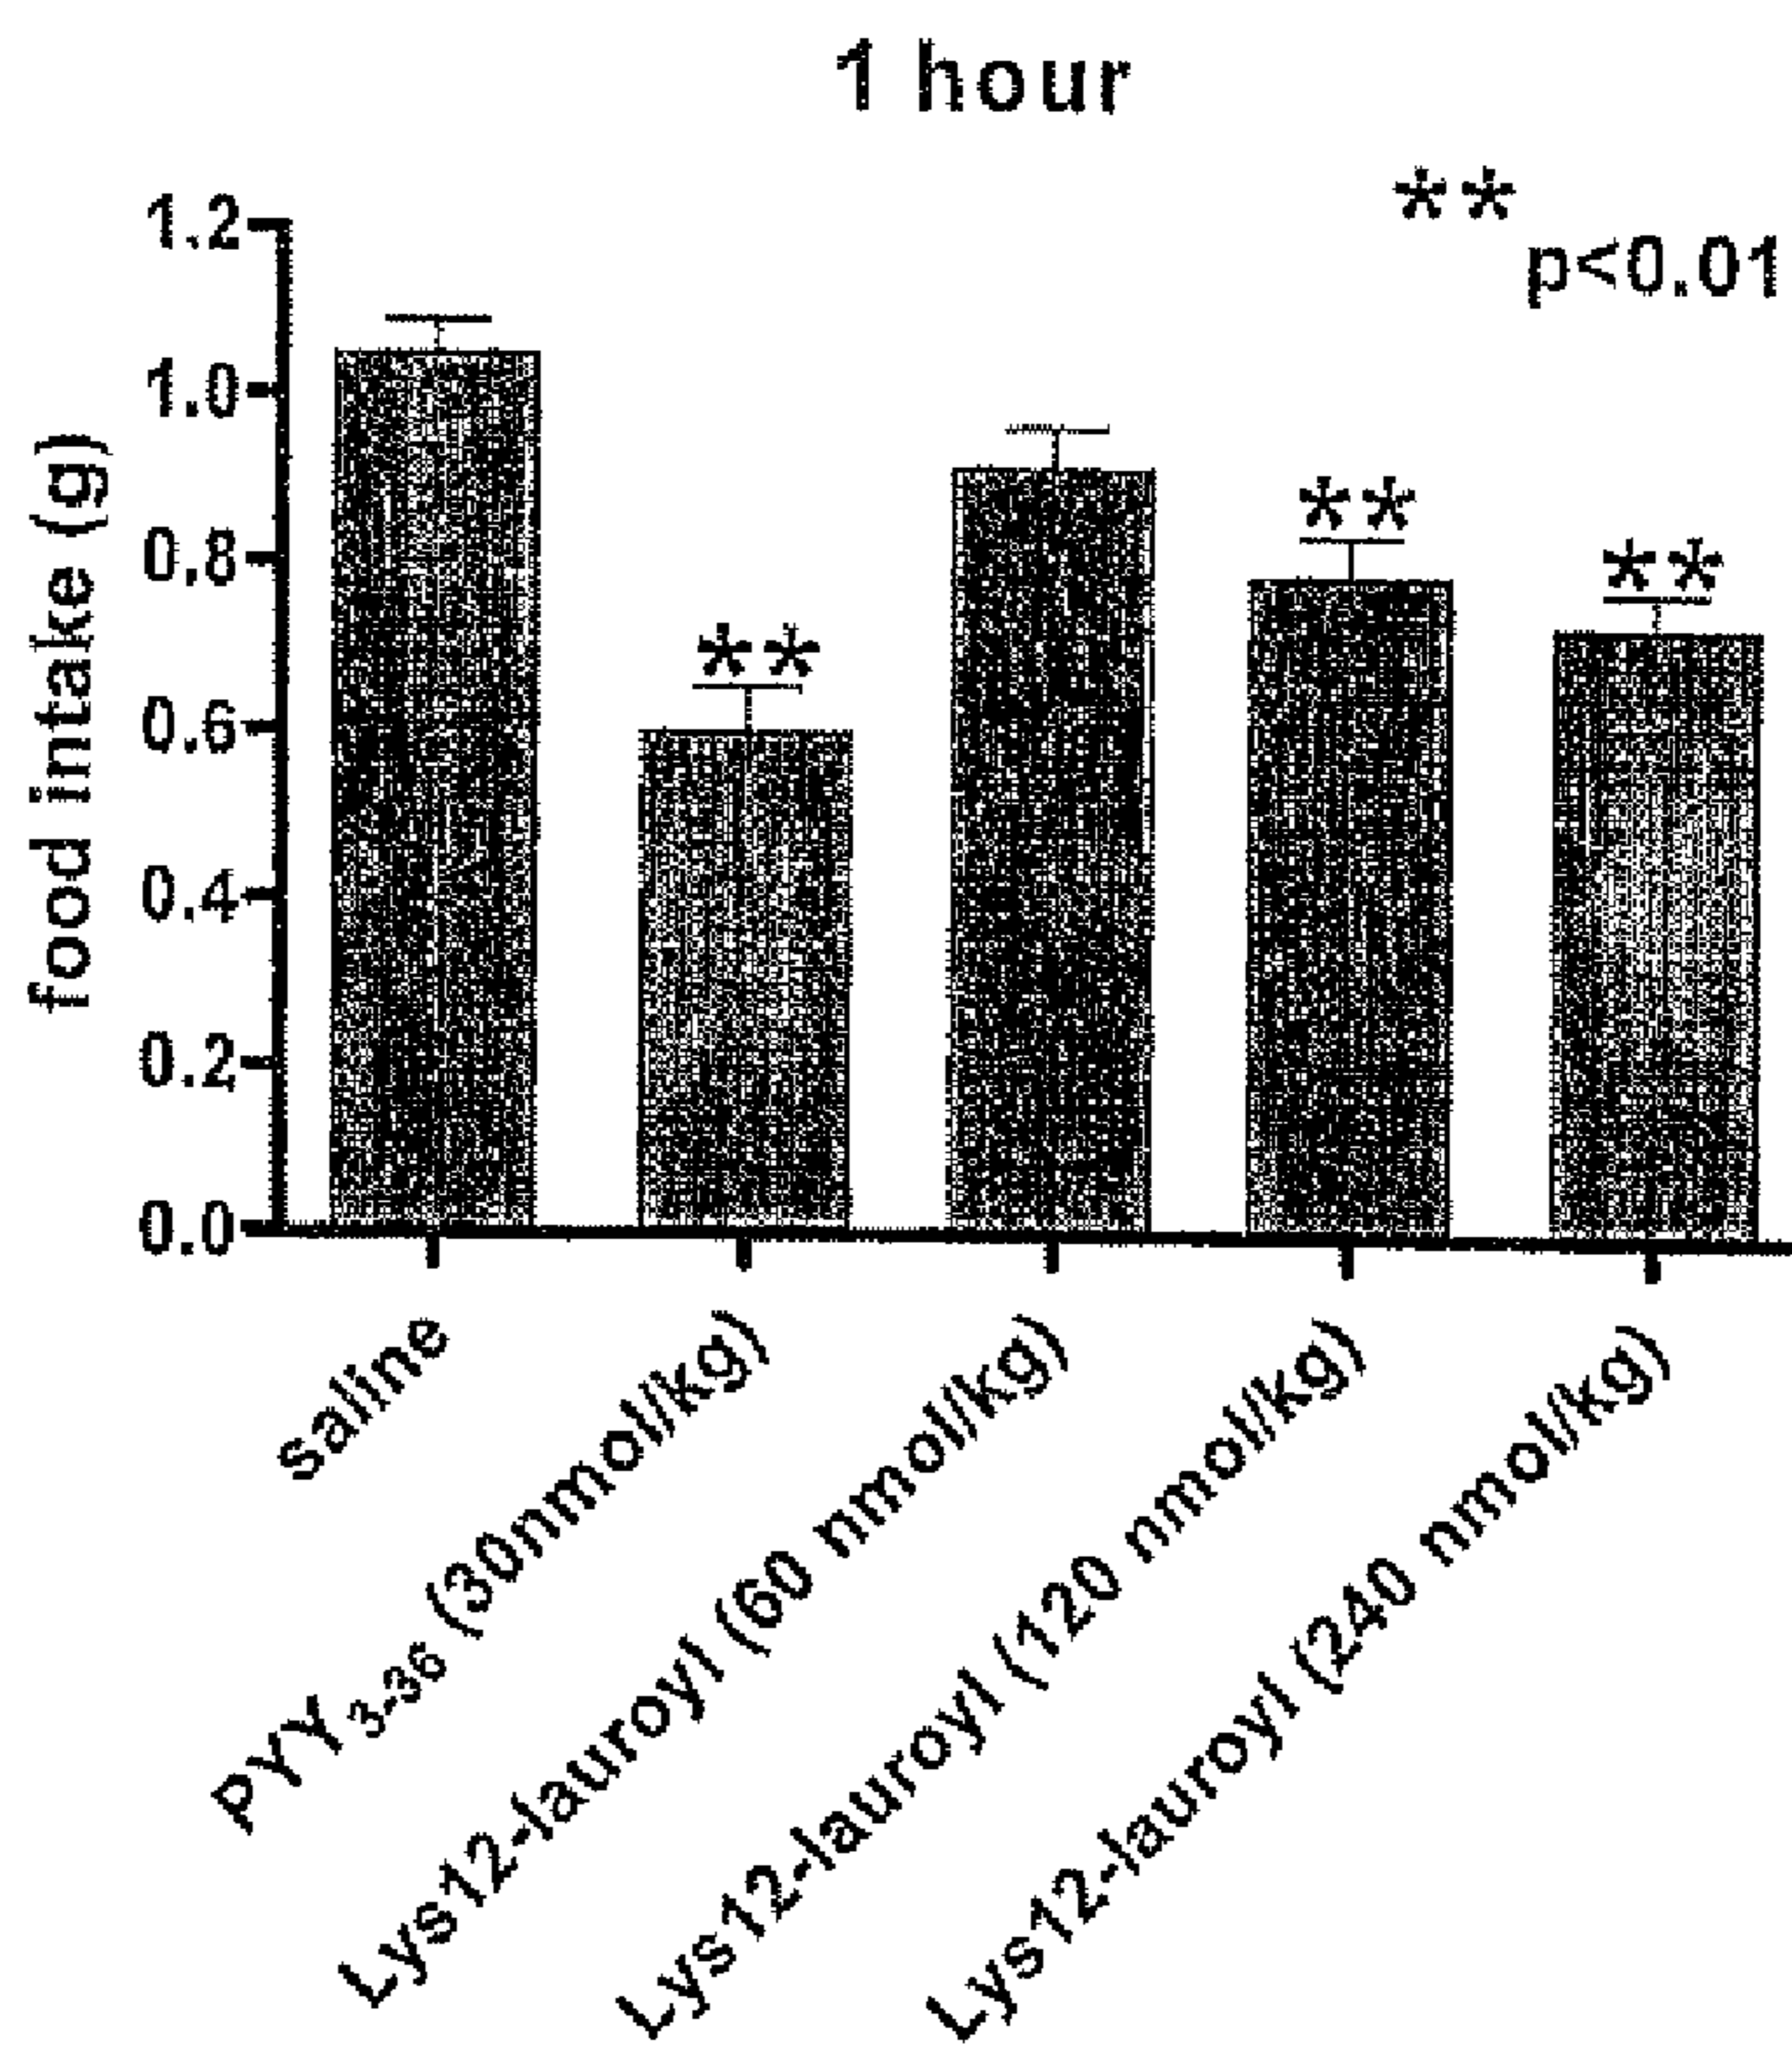 1 hour
**
p<0.01
food intake (g)
1.2
1.0
0.8
0.6
0.4
0.2
0.0
**
**
**
Saline
PYY3-36 (30nmol/kg)
Lys12-lauroyl (60 nmol/kg)
Lys12-lauroyl (120 nmol/kg)
Lys12-lauroyl (240 nmol/kg)